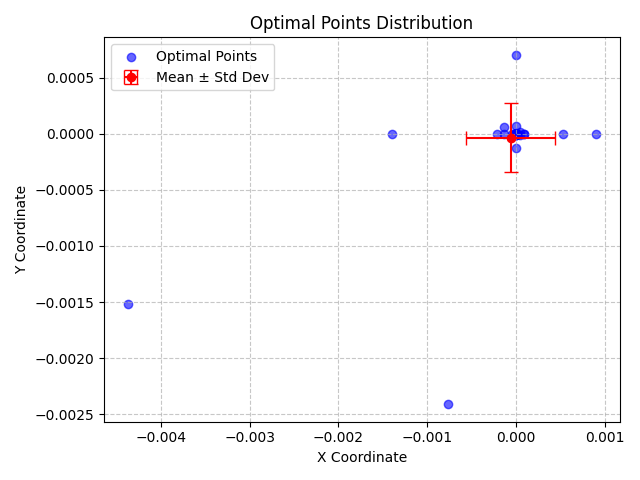 Optimal Points Distribution
Optimal Points
Mean ± Std Dev
Y Coordinate
0.0005
0.0000
−0.0005
−0.0010
−0.0015
−0.0020
−0.0025
−0.004
−0.003
−0.002
−0.001
0.000
0.001
X Coordinate